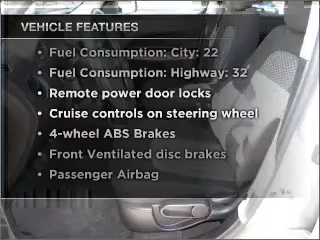 VEHICLE FEATURES
• Fuel Consumption: City: 22
• Fuel Consumption: Highway: 32
• Remote power door locks
• Cruise controls on steering wheel
• 4-wheel ABS Brakes
• Front Ventilated disc brakes
• Passenger Airbag